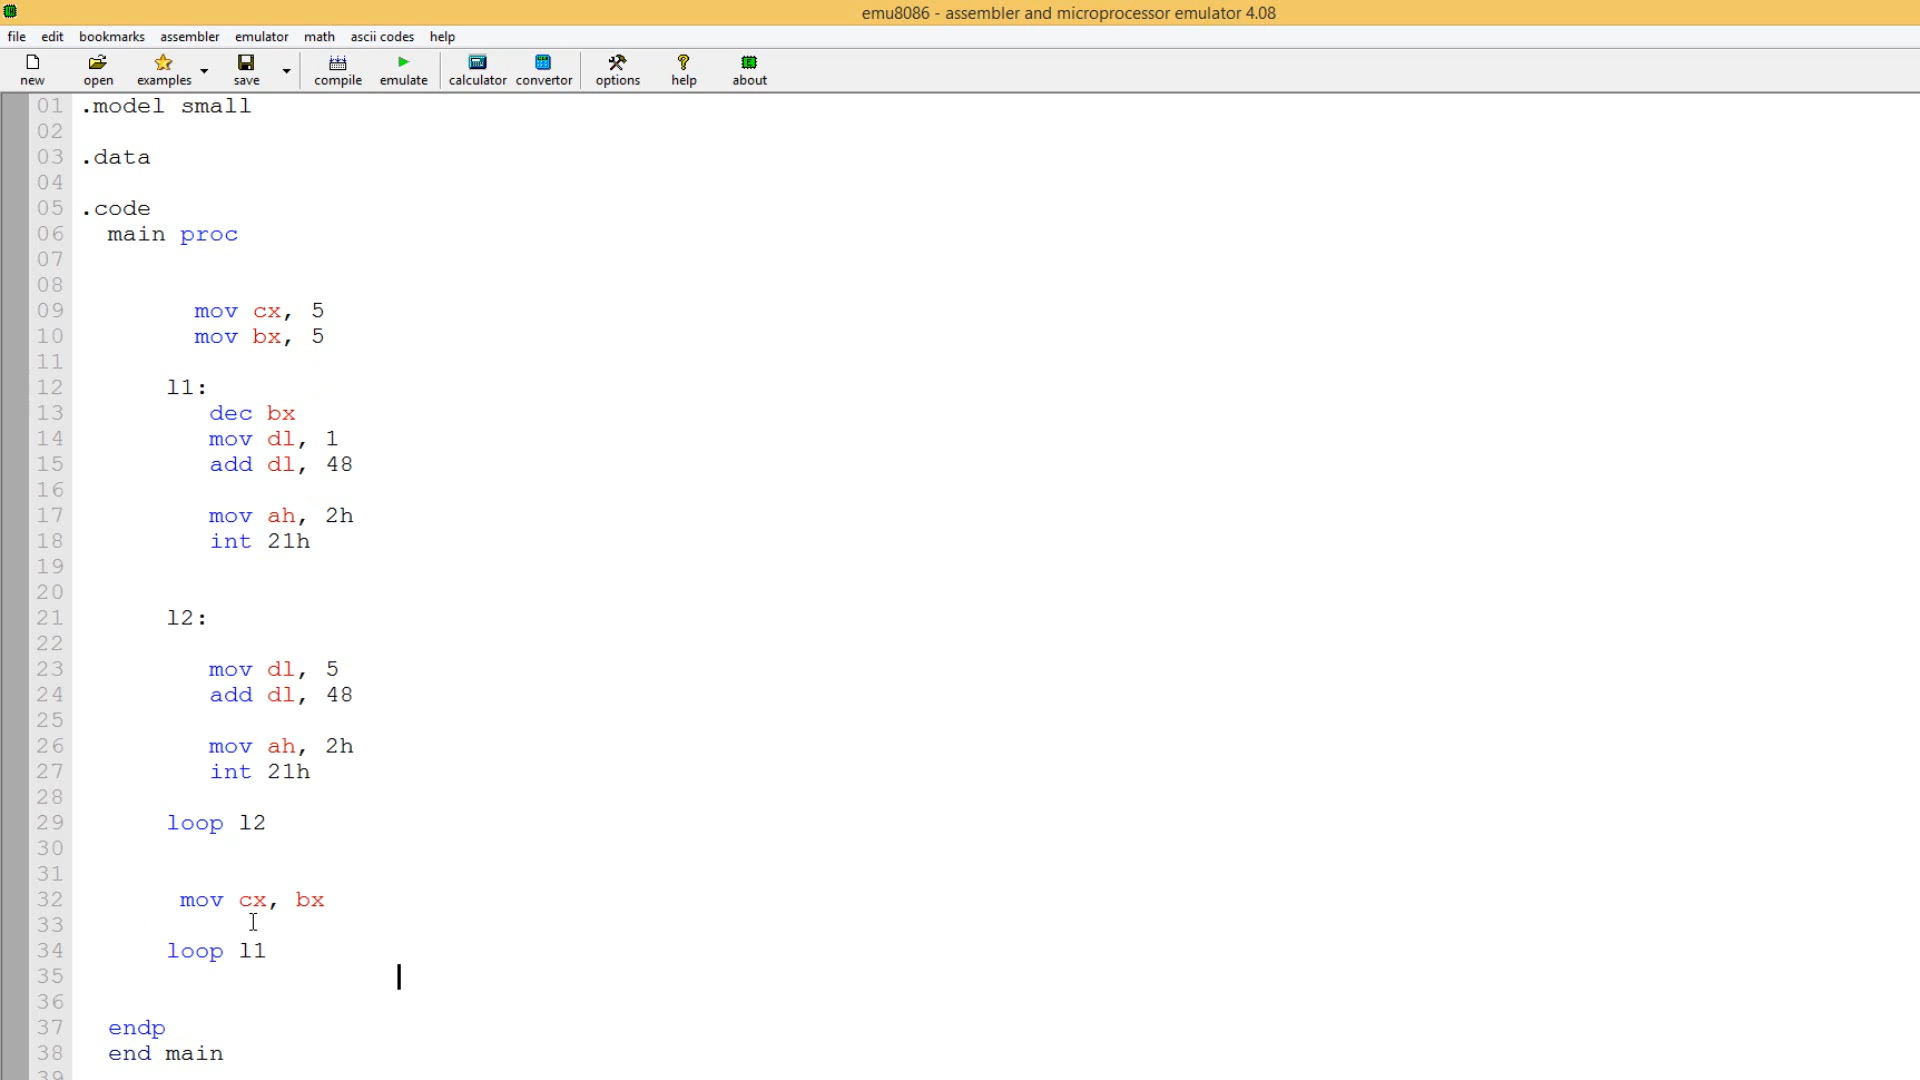 emu8086 - assembler and microprocessor emulator 4.08
file edit bookmarks assembler emulator math ascii codes help
new open examples save compile emulate calculator convertor options help about
01 .model small
02
03 .data
04
05 .code
06 main proc
07
08
09 mov cx, 5
10 mov bx, 5
11
12 l1:
13 dec bx
14 mov dl, 1
15 add dl, 48
16
17 mov ah, 2h
18 int 21h
19
20
21 l2:
22
23 mov dl, 5
24 add dl, 48
25
26 mov ah, 2h
27 int 21h
28
29 loop l2
30
31
32 mov cx, bx
33
34 loop l1
35
36
37 endp
38 end main
39